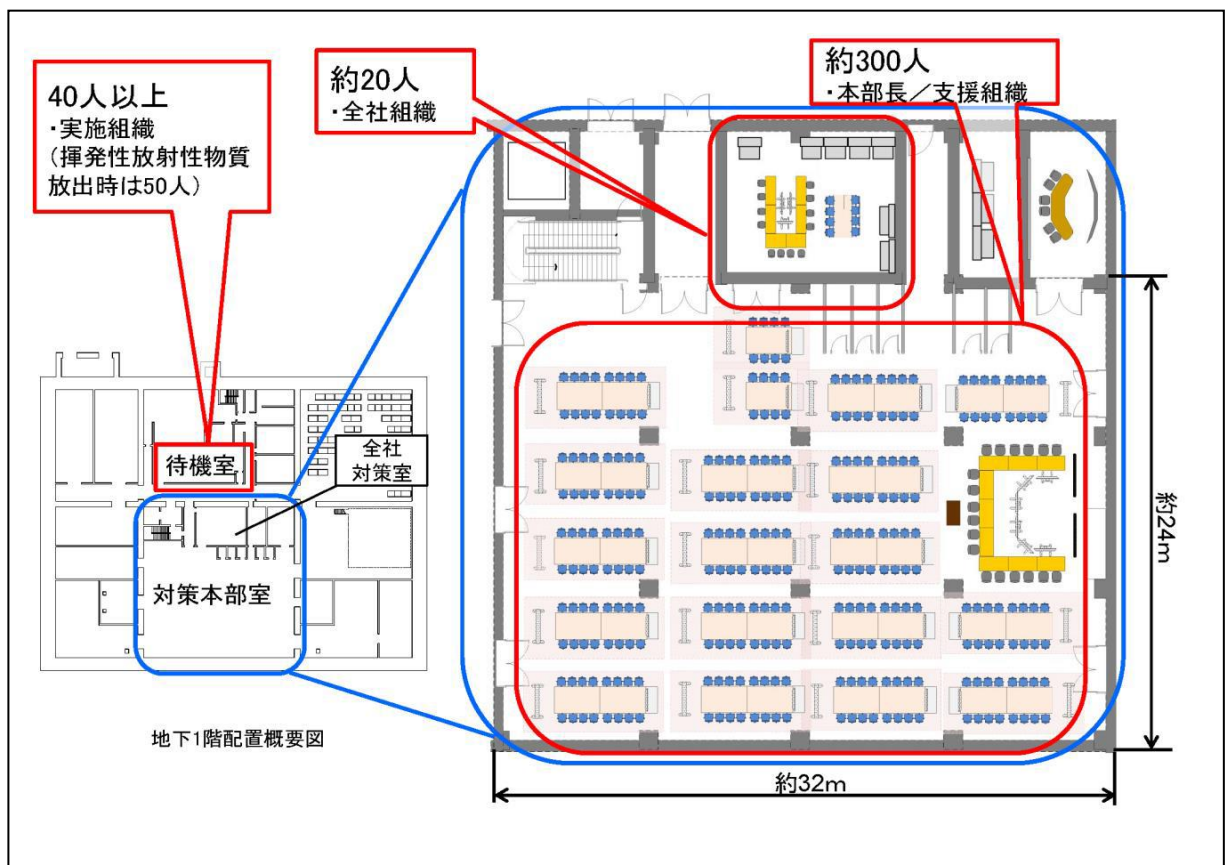 40人以上
・実施組織
(揮発性放射性物質
放出時は50人)
約20人
・全社組織
約300人
・本部長／支援組織
待機室
全社
対策室
対策本部室
地下1階配置概要図
約24m
約32m